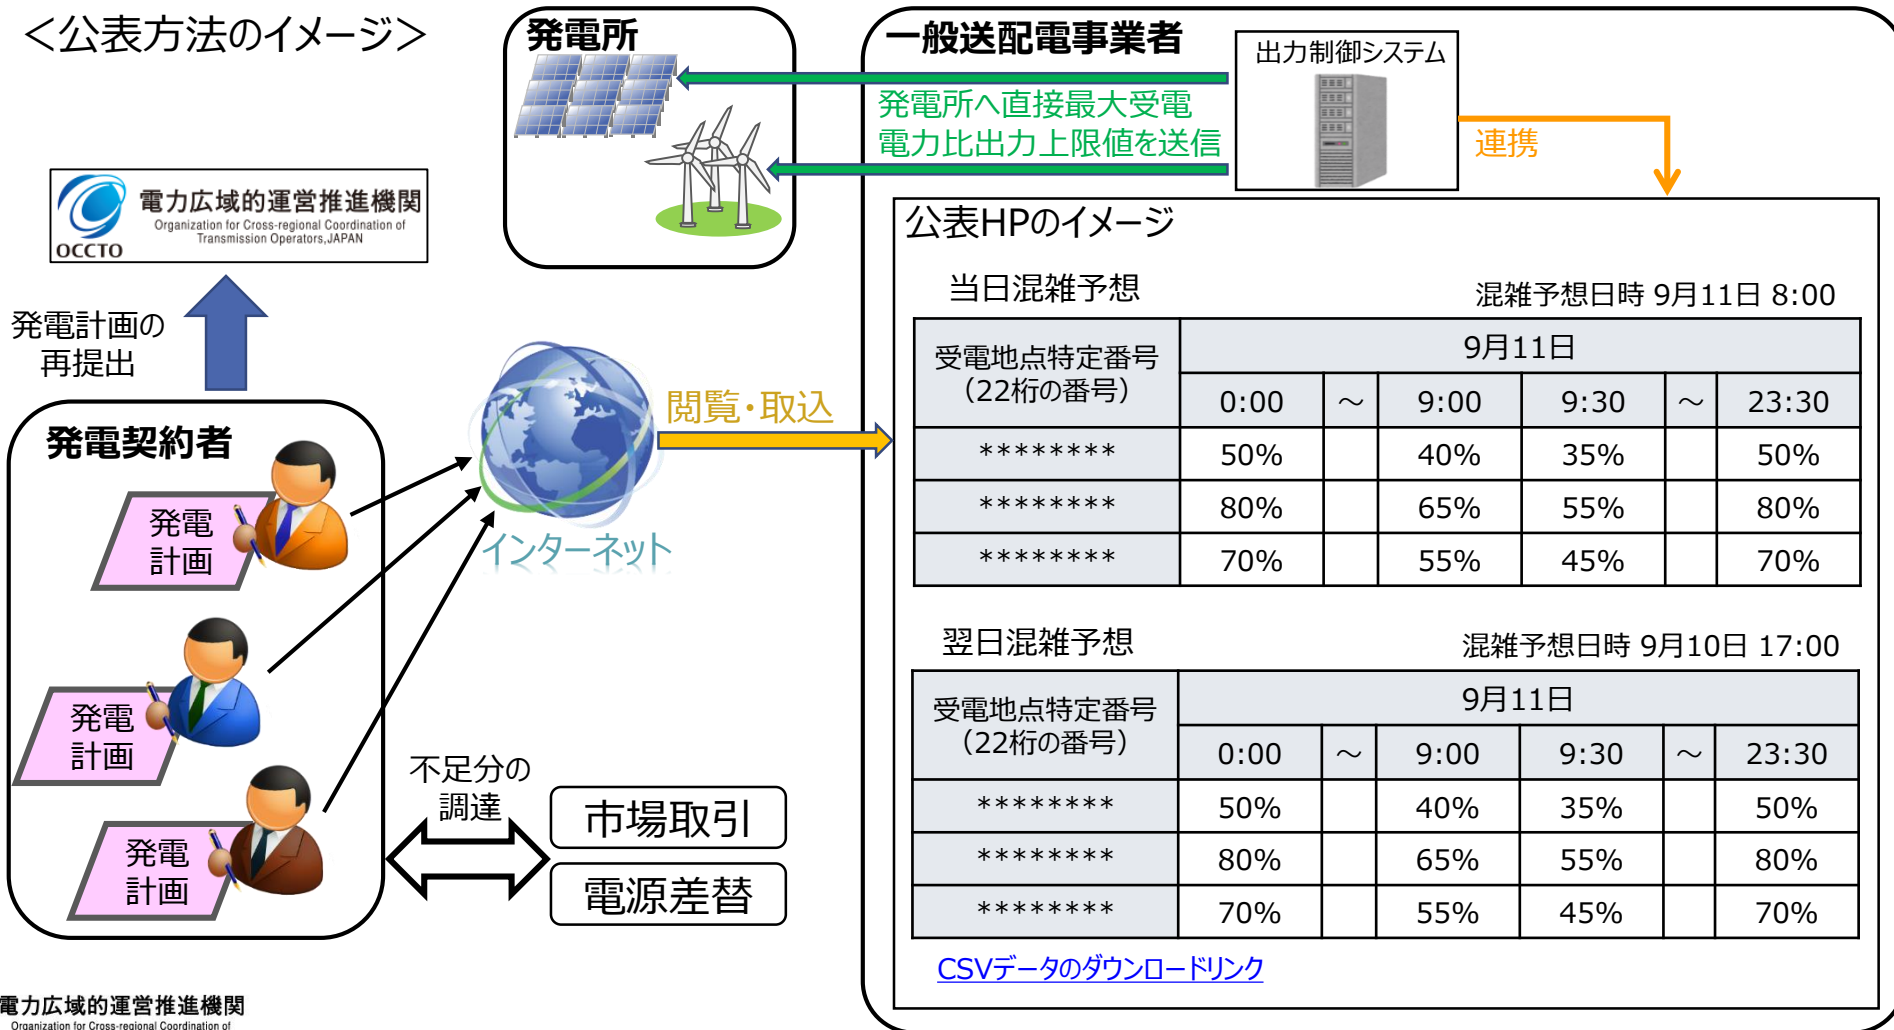 ＜公表方法のイメージ＞
発電所
一般送配電事業者
出力制御システム
発電所へ直接最大受電
電力比出力上限値を送信
連携
電力広域的運営推進機関
Organization for Cross-regional Coordination of
Transmission Operators,JAPAN
OCCTO
発電計画の
再提出
発電契約者
発電
計画
発電
計画
発電
計画
インターネット
閲覧・取込
不足分の
調達
市場取引
電源差替
公表HPのイメージ
当日混雑予想
混雑予想日時 9月11日 8:00
受電地点特定番号
（22桁の番号）
9月11日
0:00 ～ 9:00 9:30 ～ 23:30
******** 50% 40% 35% 50%
******** 80% 65% 55% 80%
******** 70% 55% 45% 70%
翌日混雑予想
混雑予想日時 9月10日 17:00
受電地点特定番号
（22桁の番号）
9月11日
0:00 ～ 9:00 9:30 ～ 23:30
******** 50% 40% 35% 50%
******** 80% 65% 55% 80%
******** 70% 55% 45% 70%
CSVデータのダウンロードリンク
電力広域的運営推進機関
Organization for Cross-regional Coordination of